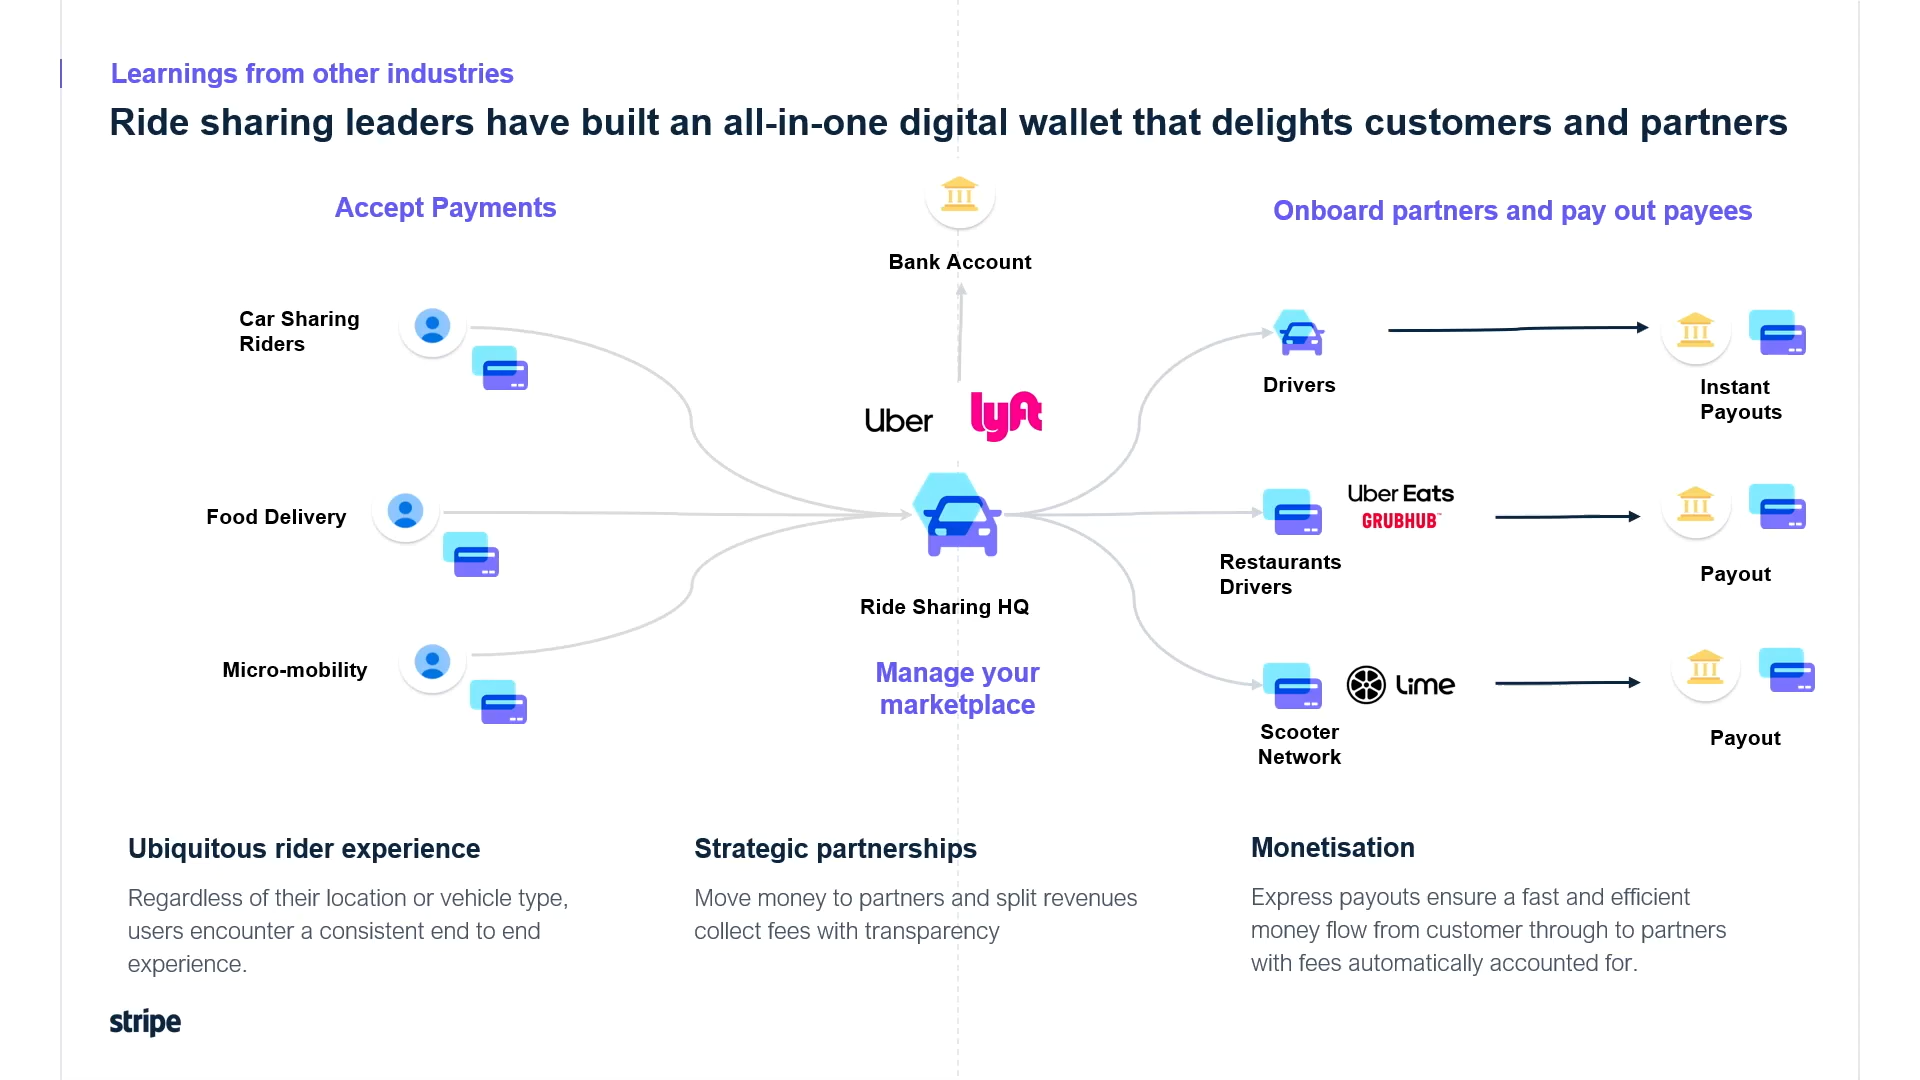 Learnings from other industries
Ride sharing leaders have built an all-in-one digital wallet that delights customers and partners
Accept Payments
Bank Account
Onboard partners and pay out payees
Car Sharing
Riders
Food Delivery
Micro-mobility
Uber
lyft
Ride Sharing HQ
Manage your
marketplace
Drivers
Instant
Payouts
Uber Eats
GRUBHUB™
Restaurants
Drivers
Payout
Lime
Scooter
Network
Payout
Ubiquitous rider experience
Regardless of their location or vehicle type,
users encounter a consistent end to end
experience.
Strategic partnerships
Move money to partners and split revenues
collect fees with transparency
Monetisation
Express payouts ensure a fast and efficient
money flow from customer through to partners
with fees automatically accounted for.
stripe